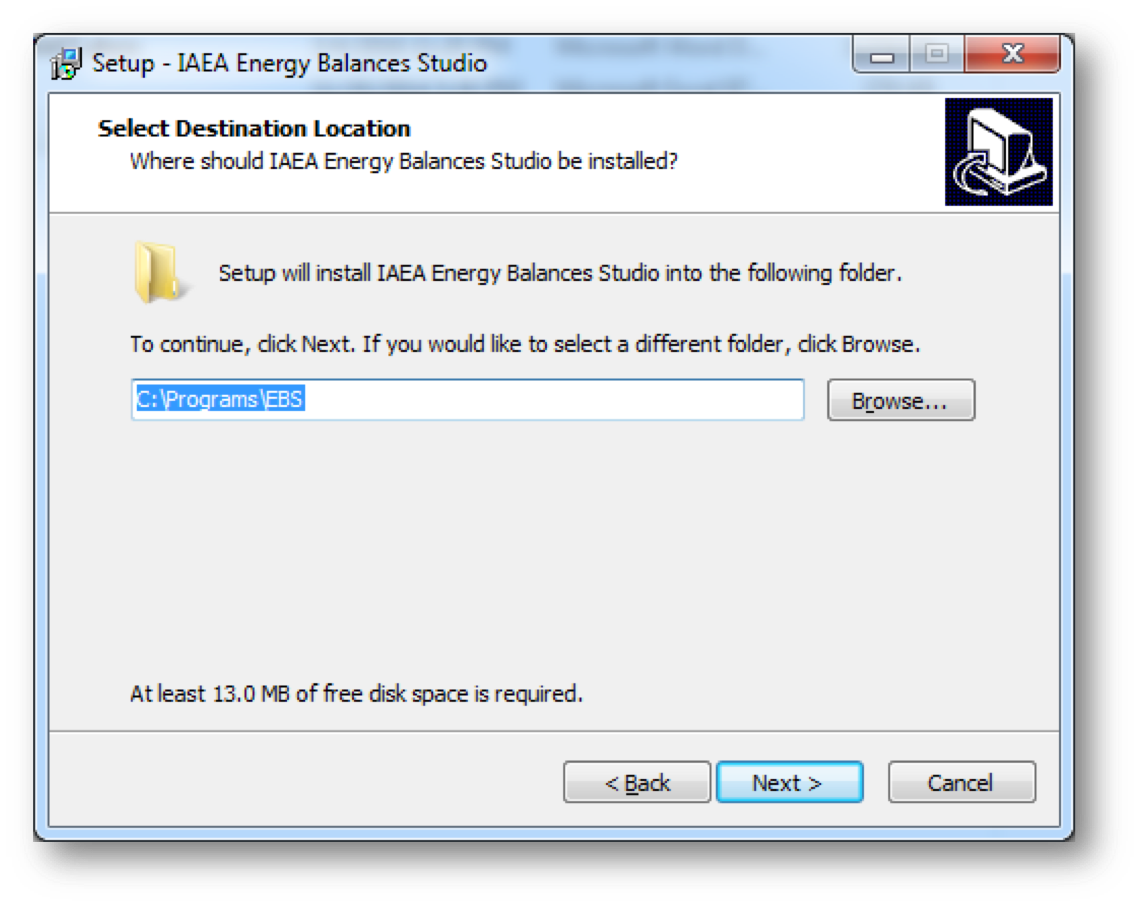 Setup - IAEA Energy Balances Studio
Select Destination Location
Where should IAEA Energy Balances Studio be installed?
Setup will install IAEA Energy Balances Studio into the following folder.
To continue, click Next. If you would like to select a different folder, click Browse.
C:\Programs\EBS
Browse...
At least 13.0 MB of free disk space is required.
< Back
Next >
Cancel